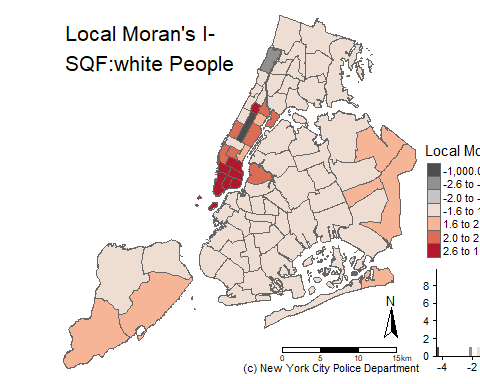 Local Moran's I-
SQF:white People
Local Mo
-1,000.0
-2.6 to -
-2.0 to -
-1.6 to 1
1.6 to 2
2.0 to 2
2.6 to 1
8
6
4
2
0
-4
-2
N
0 5 10 15km
(c) New York City Police Department